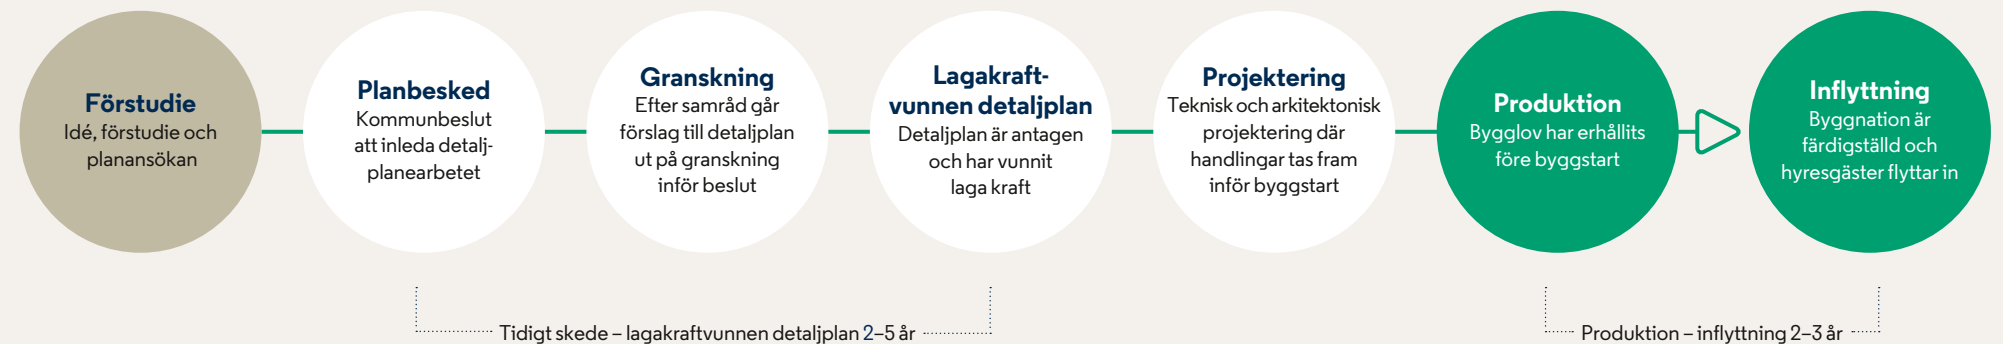 Förstudie
Idé, förstudie och
planansökan
Planbesked
Kommunbeslut
att inleda detalj-
planearbetet
Granskning
Efter samråd går
förslag till detaljplan
ut på granskning
inför beslut
Lagakraft-
vunnen detaljplan
Detaljplan är antagen
och har vunnit
laga kraft
Projektering
Teknisk och arkitektonisk
projektering där
handlingar tas fram
inför byggstart
Produktion
Bygglov har erhållits
före byggstart
Inflyttning
Byggnation är
färdigställd och
hyresgäster flyttar in
Tidigt skede – lagakraftvunnen detaljplan 2–5 år
Produktion – inflyttning 2–3 år